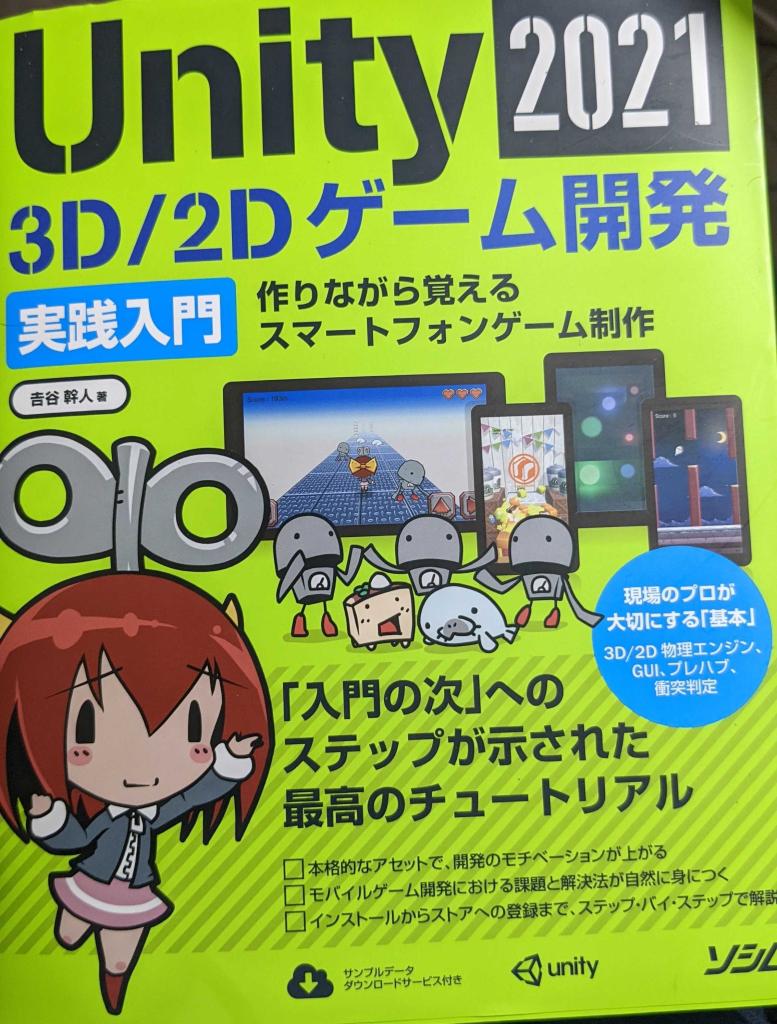 Unity 2021
3D/2Dゲーム開発
実践入門
作りながら覚える
スマートフォンゲーム制作
吉谷 幹人 著
Score : 193m
Score : 5
現場のプロが
大切にする「基本」
3D/2D 物理エンジン、
GUI、プレハブ、
衝突判定
「入門の次」への
ステップが示された
最高のチュートリアル
本格的なアセットで、開発のモチベーションが上がる
モバイルゲーム開発における課題と解決法が自然に身につく
インストールからストアへの登録まで、ステップ・バイ・ステップで解説
サンプルデータ
ダウンロードサービス付き
unity
ソシム